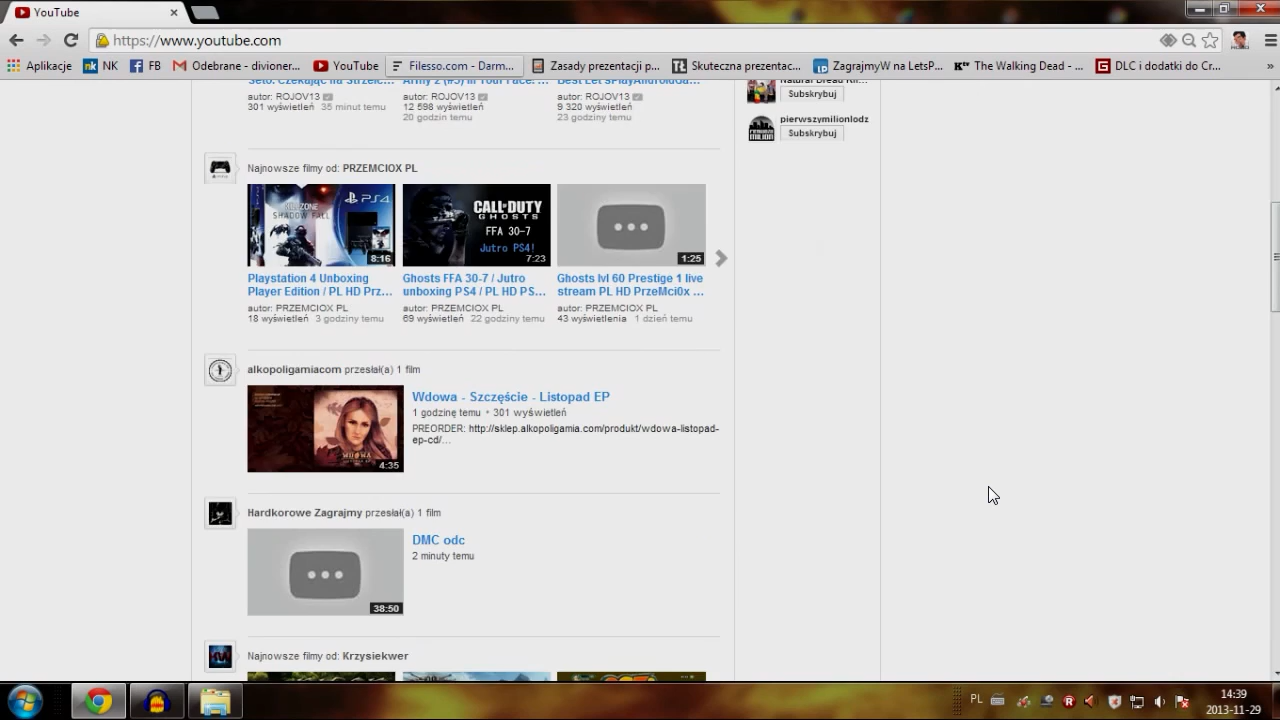 YouTube
https://www.youtube.com
Aplikacje NK FB Odebrane - divioner... YouTube Filesso.com - Darm... Zasady prezentacji p... Skuteczna prezentac... ZagrajmyW na LetsP... The Walking Dead - ... DLC i dodatki do Cr... »
autor: ROJOV13
301 wyświetleń 35 minut temu
autor: ROJOV13
12 598 wyświetleń
20 godzin temu
autor: ROJOV13
9 320 wyświetleń
23 godziny temu
Subskrybuj
pierwszymilionlodz
Subskrybuj
Najnowsze filmy od: PRZEMCIOX PL
KILLZONE
SHADOW FALL
PS4
8:16
CALL OF DUTY
GHOSTS
FFA 30-7
Jutro PS4!
7:23
1:25
Playstation 4 Unboxing
Player Edition / PL HD Prz...
autor: PRZEMCIOX PL
18 wyświetleń 3 godziny temu
Ghosts FFA 30-7 / Jutro
unboxing PS4 / PL HD PS...
autor: PRZEMCIOX PL
69 wyświetleń 22 godziny temu
Ghosts lvl 60 Prestige 1 live
stream PL HD PrzeMci0x ...
autor: PRZEMCIOX PL
43 wyświetlenia 1 dzień temu
alkopoligamiacom przesłał(a) 1 film
WDOWA
4:35
Wdowa - Szczęście - Listopad EP
1 godzinę temu • 301 wyświetleń
PREORDER: http://sklep.alkopoligamia.com/produkt/wdowa-listopad-
ep-cd/...
Hardkorowe Zagrajmy przesłał(a) 1 film
38:50
DMC odc
2 minuty temu
Najnowsze filmy od: Krzysiekwer
PL
14:39
2013-11-29